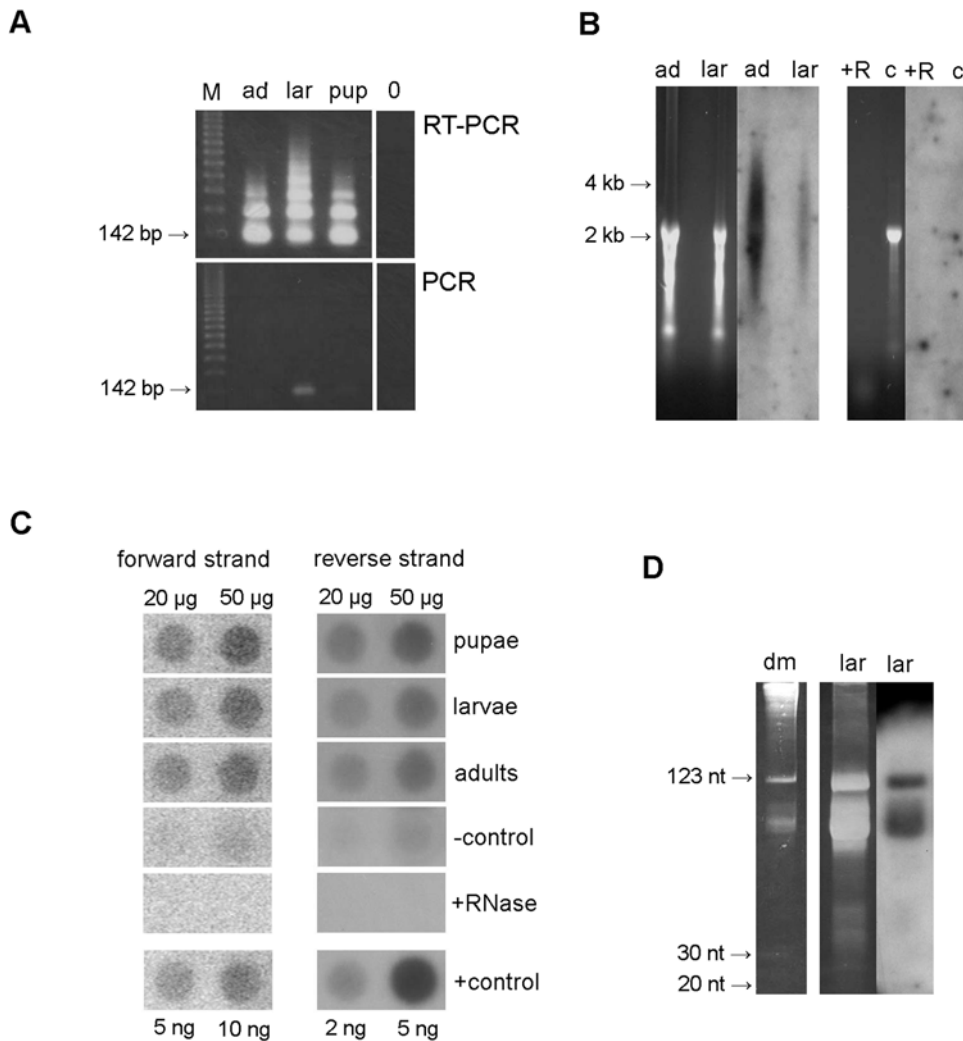 A
M ad lar pup 0
RT-PCR
142 bp →
PCR
142 bp →
B
ad lar ad lar +R c +R c
4 kb →
2 kb →
C
forward strand reverse strand
20 µg 50 µg 20 µg 50 µg
pupae
larvae
adults
-control
+RNase
+control
5 ng 10 ng 2 ng 5 ng
D
dm lar lar
123 nt →
30 nt →
20 nt →